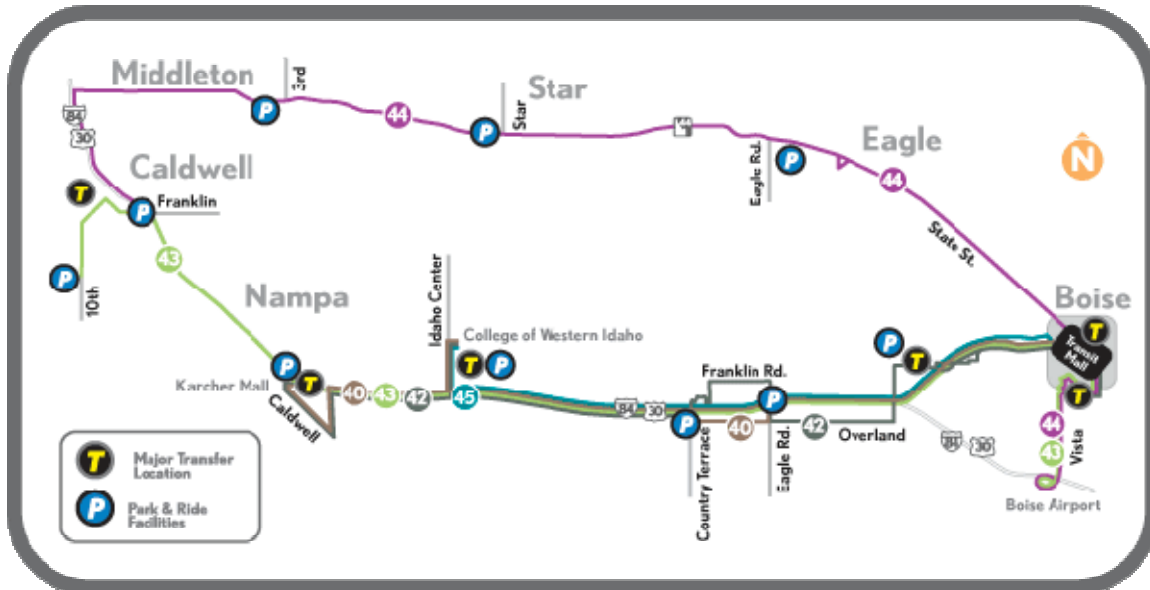 Middleton
3rd
Star
Star
44
P
P
84
30
44
Eagle
Eagle Rd.
P
44
N
Caldwell
T
P
Franklin
State St.
43
P
10th
Nampa
Idaho Center
College of Western Idaho
T
P
Boise
T
Transit
Mall
P
T
P
Karcher Mall
T
Caldwell
40
43
42
45
Franklin Rd.
84
30
P
P
40
42
Overland
Country Terrace
Eagle Rd.
84
30
T
44
43
Vista
Boise Airport
T
Major Transfer
Location
P
Park & Ride
Facilities